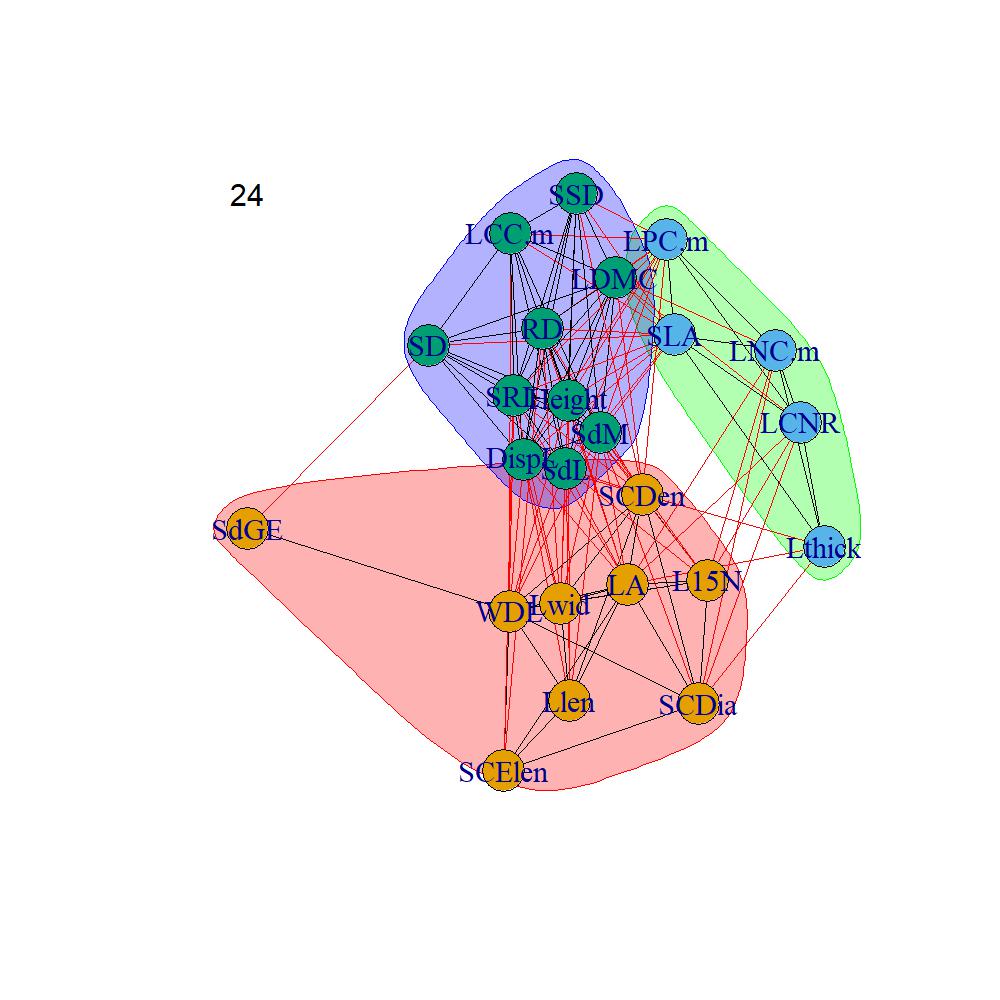 24
SSD
LCC.m
LPC.m
LDMC
RD
SLA
SD
LNC.m
SRL
Height
LCNR
SdM
Disp
SdL
SCDen
SdGE
Lthick
LA
L15N
WDE
Lwid
Llen
SCDia
SCElen